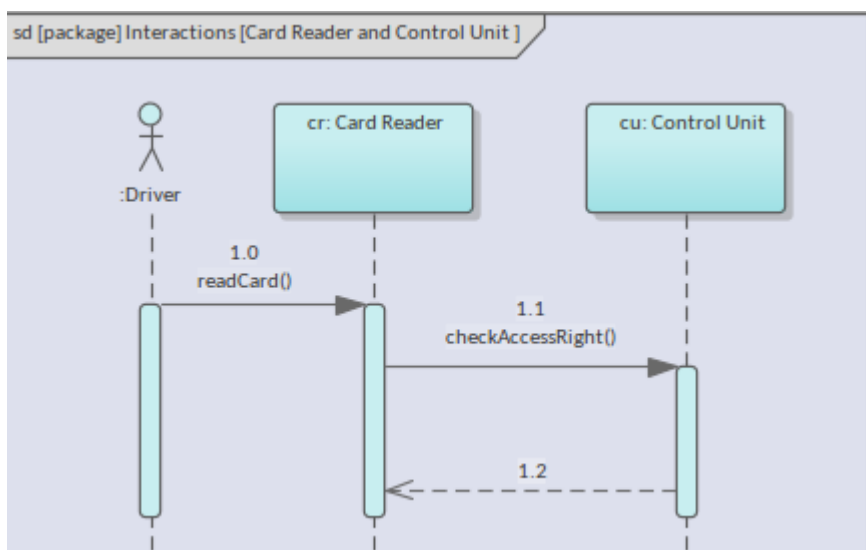 sd [package] Interactions [Card Reader and Control Unit ]
cr: Card Reader
cu: Control Unit
:Driver
1.0
readCard()
1.1
checkAccessRight()
1.2